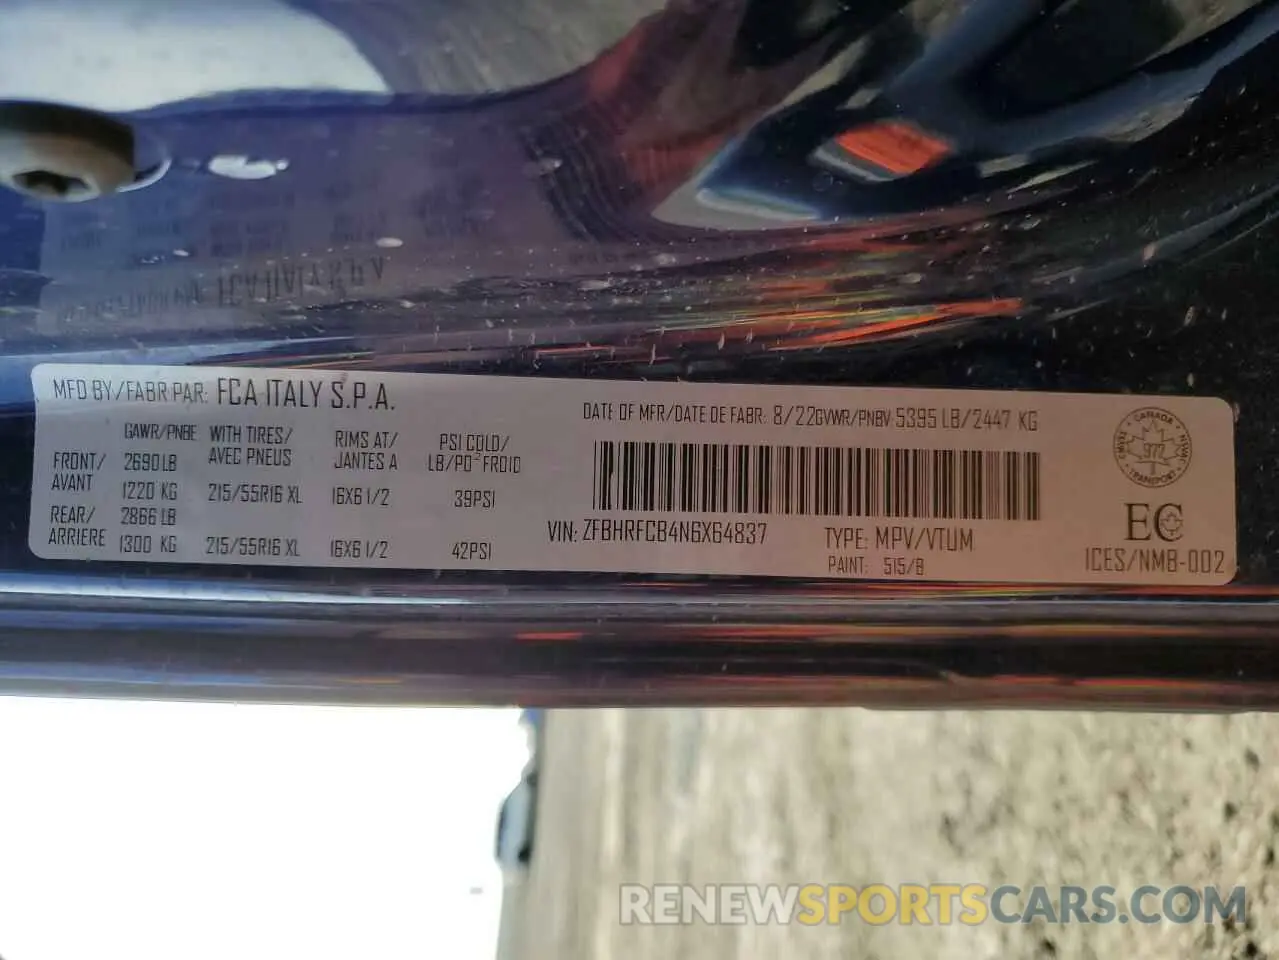 MFD BY/FABR PAR: FCA ITALY S.P.A.
DATE OF MFR/DATE DE FABR: 8/22 GVWR/PNBV 5395 LB/2447 KG
GAWR/PNBE WITH TIRES/ AVEC PNEUS RIMS AT/ JANTES A PSI COLD/ LB/PO² FROID
FRONT/ AVANT 2690 LB 1220 KG 215/55R16 XL 16X6 1/2 39PSI
REAR/ ARRIERE 2866 LB 1300 KG 215/55R16 XL 16X6 1/2 42PSI
VIN: ZFBHRFCB4N6X64837
TYPE: MPV/VTUM
PAINT: 515/B
CANADA
972
TRANSPORT
EC
ICES/NMB-002
FCA ITALY S.P.A
RENEWSPORTSCARS.COM